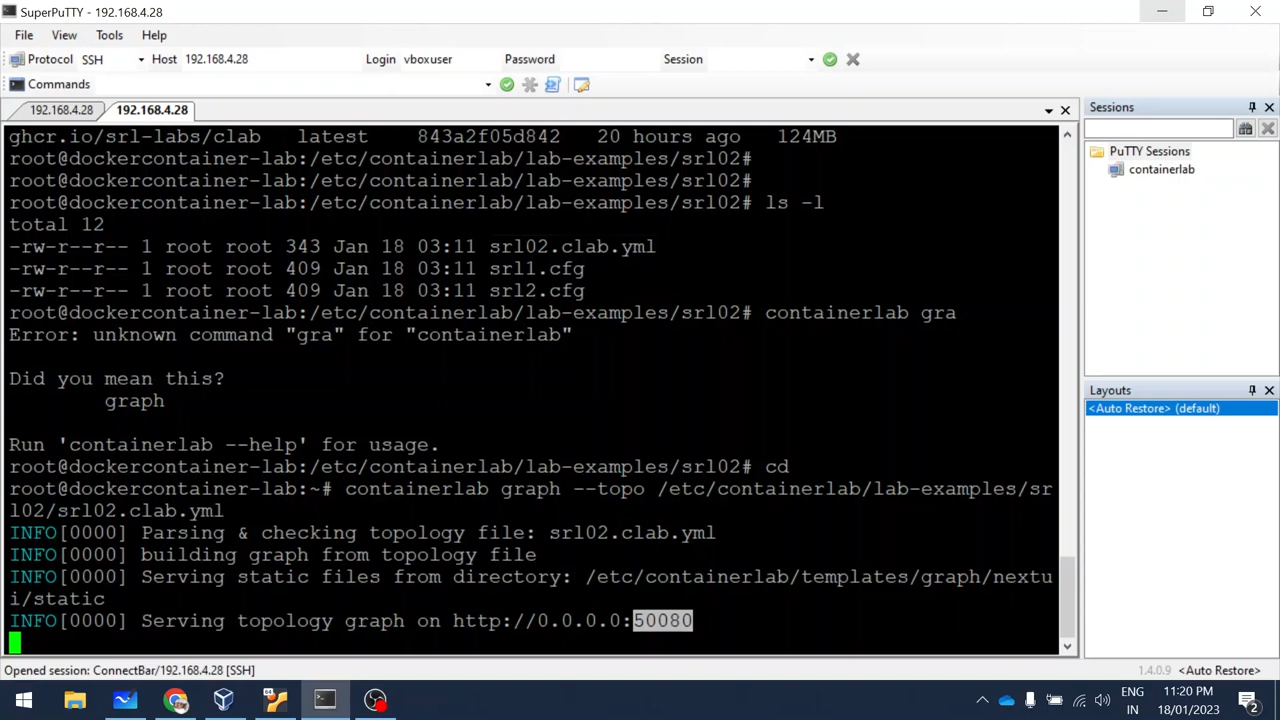 SuperPuTTY - 192.168.4.28
File View Tools Help
Protocol SSH Host 192.168.4.28 Login vboxuser Password Session
Commands
192.168.4.28 192.168.4.28
ghcr.io/srl-labs/clab latest 843a2f05d842 20 hours ago 124MB
root@dockercontainer-lab:/etc/containerlab/lab-examples/srl02#
root@dockercontainer-lab:/etc/containerlab/lab-examples/srl02#
root@dockercontainer-lab:/etc/containerlab/lab-examples/srl02# ls -l
total 12
-rw-r--r-- 1 root root 343 Jan 18 03:11 srl02.clab.yml
-rw-r--r-- 1 root root 409 Jan 18 03:11 srl1.cfg
-rw-r--r-- 1 root root 409 Jan 18 03:11 srl2.cfg
root@dockercontainer-lab:/etc/containerlab/lab-examples/srl02# containerlab gra
Error: unknown command "gra" for "containerlab"
Did you mean this?
graph
Run 'containerlab --help' for usage.
root@dockercontainer-lab:/etc/containerlab/lab-examples/srl02# cd
root@dockercontainer-lab:~# containerlab graph --topo /etc/containerlab/lab-examples/sr
l02/srl02.clab.yml
INFO[0000] Parsing & checking topology file: srl02.clab.yml
INFO[0000] building graph from topology file
INFO[0000] Serving static files from directory: /etc/containerlab/templates/graph/nextu
i/static
INFO[0000] Serving topology graph on http://0.0.0.0:50080
Sessions
PuTTY Sessions
containerlab
Layouts
<Auto Restore> (default)
Opened session: ConnectBar/192.168.4.28 [SSH] 1.4.0.9 <Auto Restore>
ENG
IN
11:20 PM
18/01/2023
2